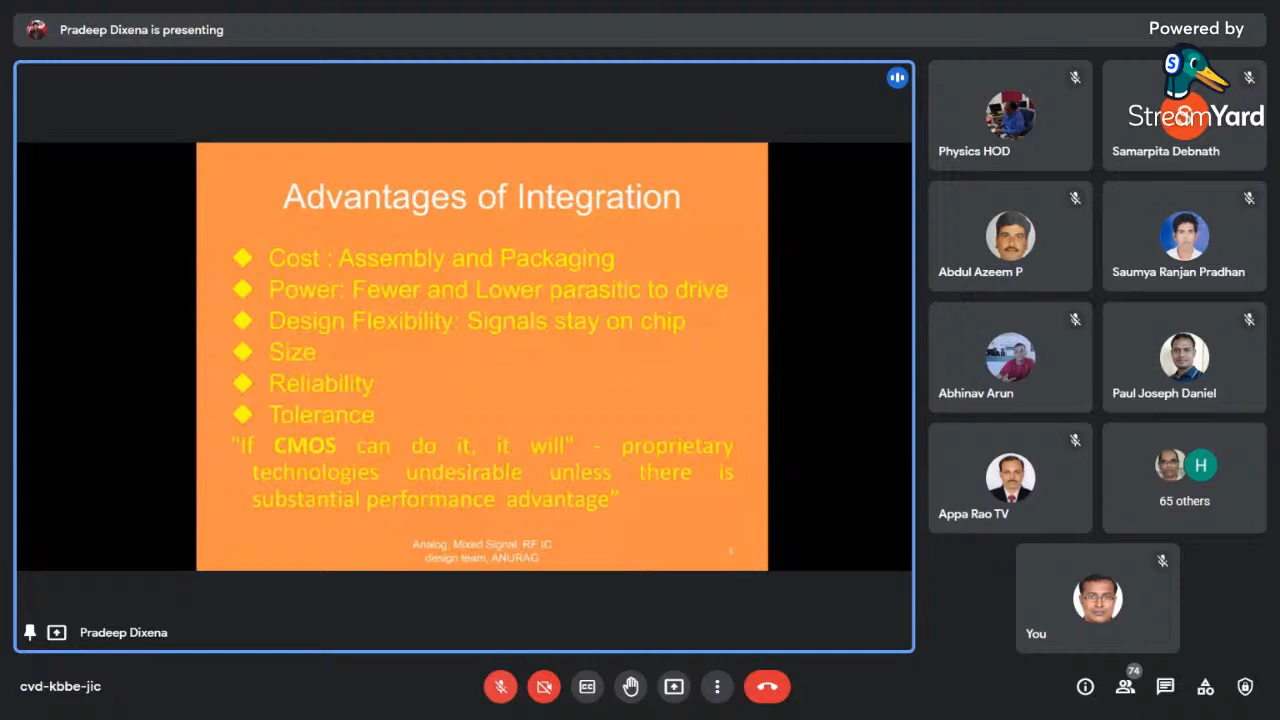 Pradeep Dixena is presenting
Powered by
StreamYard
S
S
Advantages of Integration
Cost : Assembly and Packaging
Power: Fewer and Lower parasitic to drive
Design Flexibility: Signals stay on chip
Size
Reliability
Tolerance
"If CMOS can do it, it will" - proprietary
technologies undesirable unless there is
substantial performance advantage”
Analog, Mixed Signal, RF IC
design team, ANURAG
Pradeep Dixena
Physics HOD
Samarpita Debnath
Abdul Azeem P
Saumya Ranjan Pradhan
Abhinav Arun
Paul Joseph Daniel
Appa Rao TV
H
65 others
You
cvd-kbbe-jic
CC
74